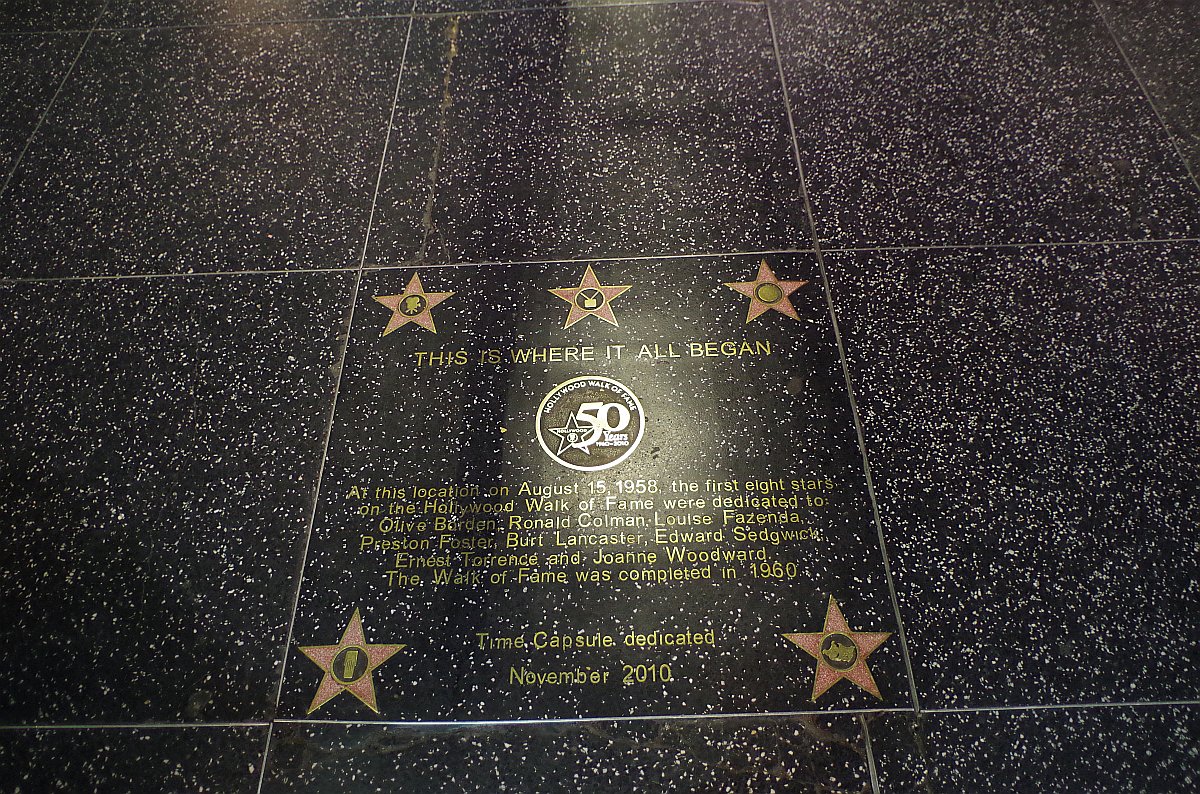 THIS IS WHERE IT ALL BEGAN
HOLLYWOOD WALK OF FAME
HOLLYWOOD
50
Years
1960-2010
At this location on August 15, 1958, the first eight stars
on the Hollywood Walk of Fame were dedicated to:
Olive Borden, Ronald Colman, Louise Fazenda,
Preston Foster, Burt Lancaster, Edward Sedgwick,
Ernest Torrence and Joanne Woodward.
The Walk of Fame was completed in 1960
Time Capsule dedicated
November 2010